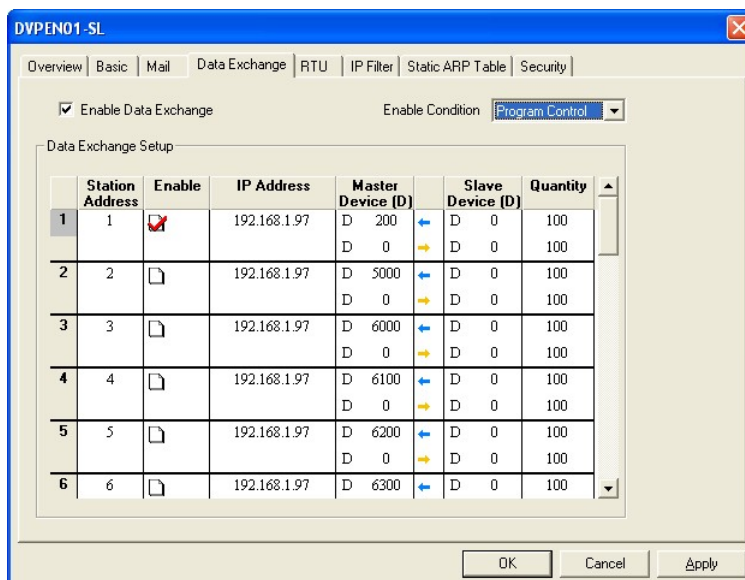 DVPEN01-SL
Overview Basic Mail Data Exchange RTU IP Filter Static ARP Table Security
Enable Data Exchange Enable Condition Program Control
Data Exchange Setup
Station Address Enable IP Address Master Device (D) Slave Device (D) Quantity
1 1 192.168.1.97 D 200 D 0 100
D 0 D 0 100
2 2 192.168.1.97 D 5000 D 0 100
D 0 D 0 100
3 3 192.168.1.97 D 6000 D 0 100
D 0 D 0 100
4 4 192.168.1.97 D 6100 D 0 100
D 0 D 0 100
5 5 192.168.1.97 D 6200 D 0 100
D 0 D 0 100
6 6 192.168.1.97 D 6300 D 0 100
OK Cancel Apply